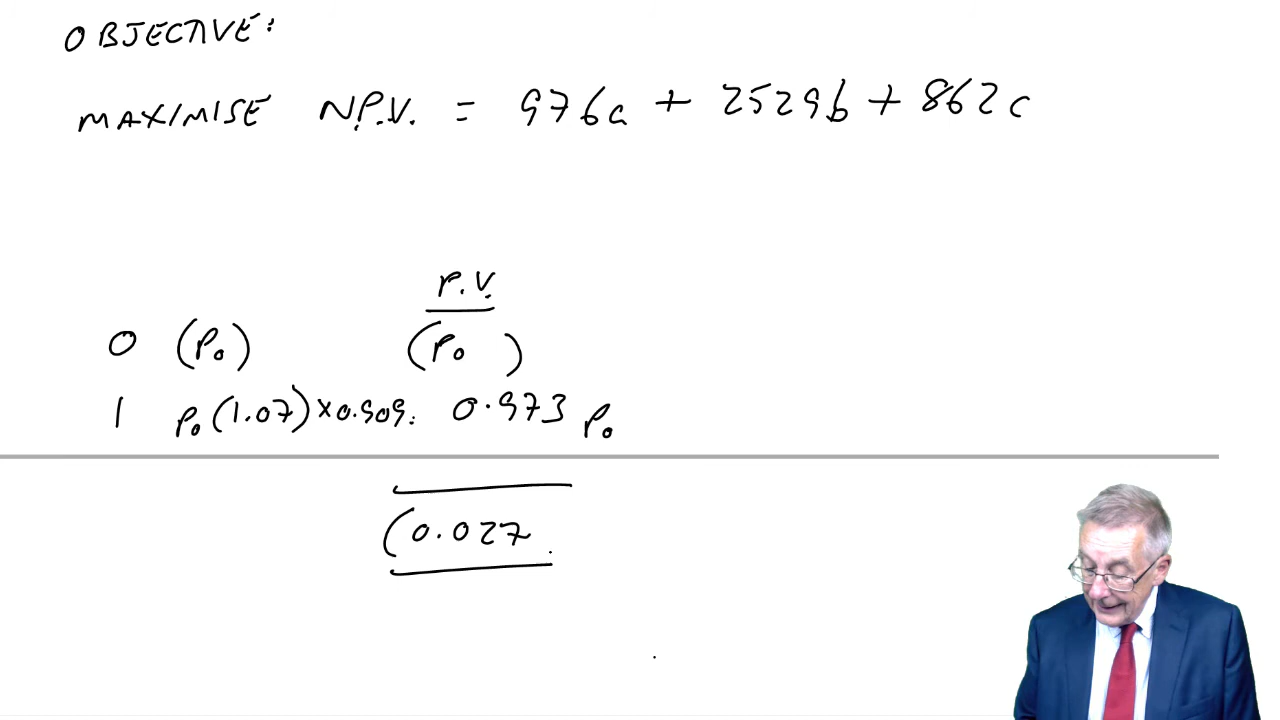 OBJECTIVE:
MAXIMISE N.P.V. = 976a + 2529b + 862c
P.V.
0 (P₀) (P₀ )
1 P₀(1.07)×0.909: 0.973 P₀
(0.027